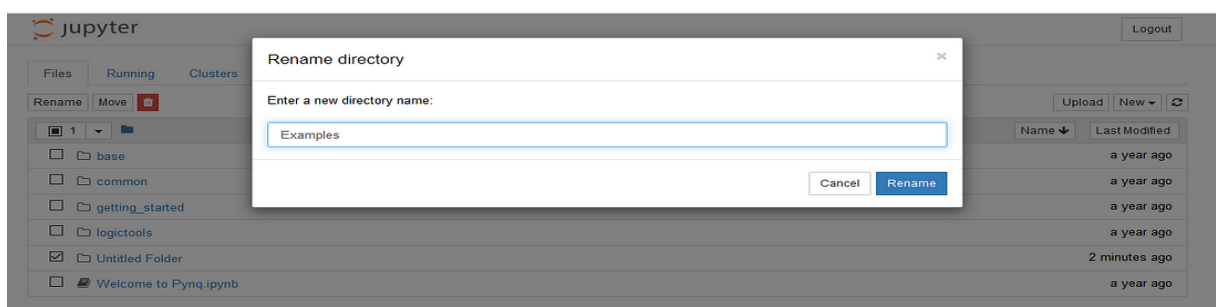 jupyter
Logout
Rename directory
×
Enter a new directory name:
Examples
Cancel Rename
Files Running Clusters
Rename Move Upload New
1 Name Last Modified
base a year ago
common a year ago
getting_started a year ago
logictools a year ago
Untitled Folder 2 minutes ago
Welcome to Pynq.ipynb a year ago